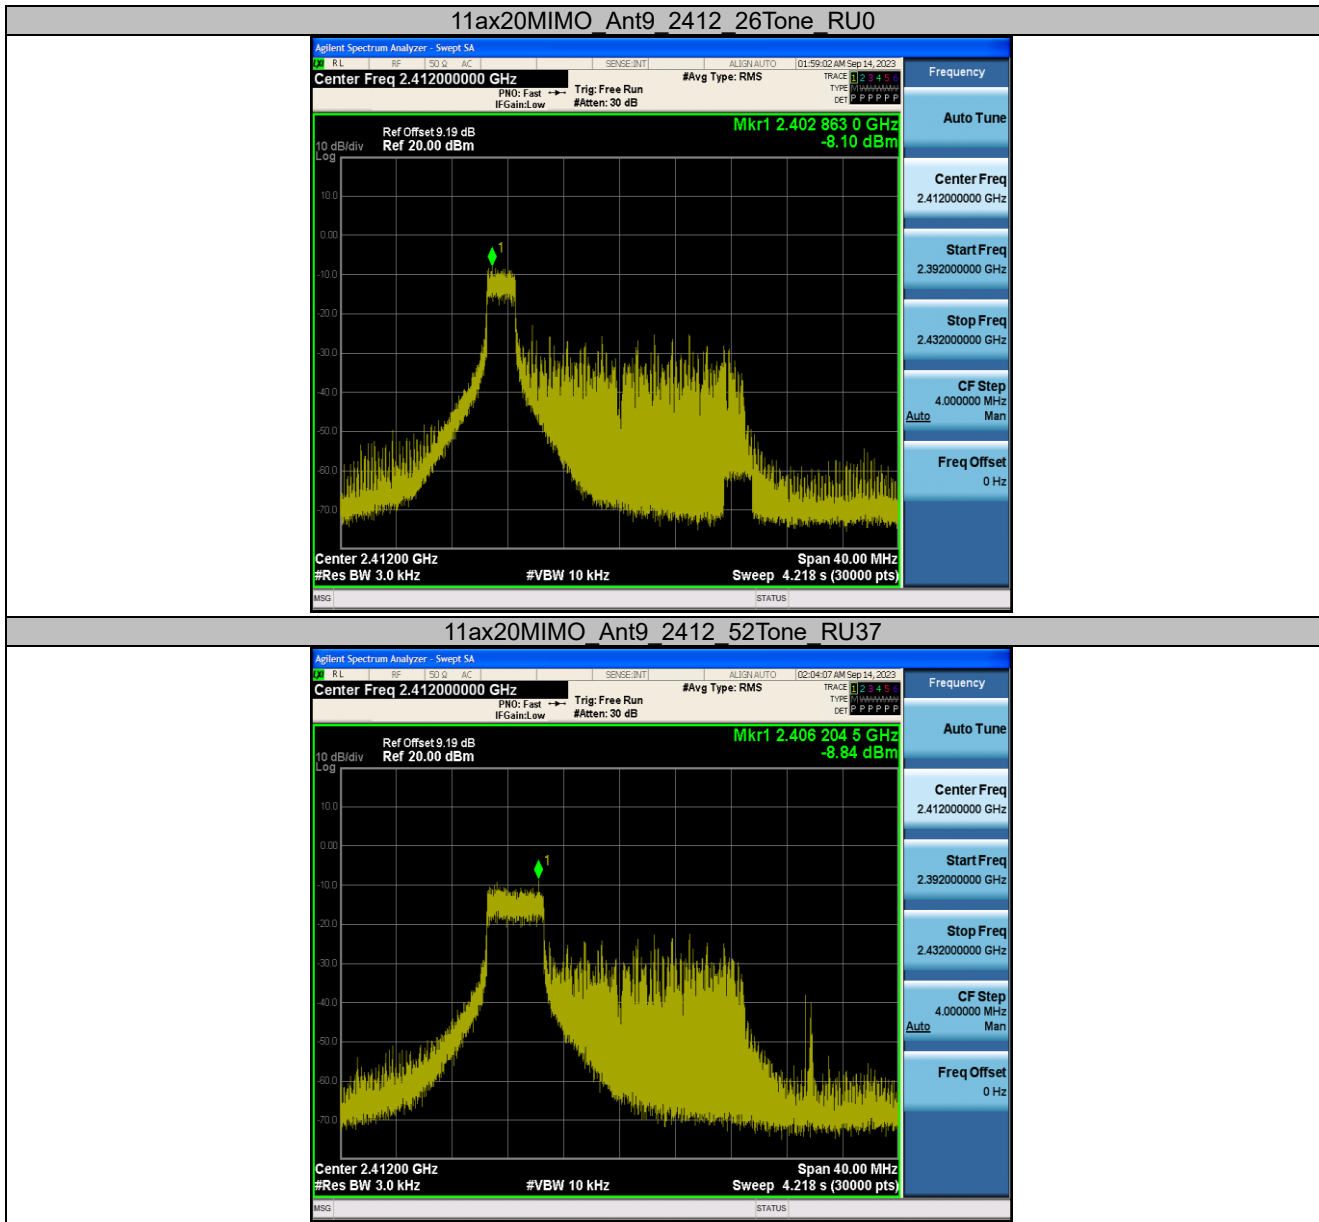 11ax20MIMO_Ant9_2412_26Tone_RU0
Agilent Spectrum Analyzer - Swept SA
RL RF 50 Ω AC SENSE:INT ALIGN AUTO 01:59:02 AM Sep 14, 2023
Center Freq 2.412000000 GHz
PNO: Fast
IFGain:Low
Trig: Free Run
#Atten: 30 dB
#Avg Type: RMS
TRACE 1 2 3 4 5 6
TYPE M
DET P P P P P P
Frequency
Mkr1 2.402 863 0 GHz
-8.10 dBm
Ref Offset 9.19 dB
10 dB/div Ref 20.00 dBm
Log
10.0
0.00
-10.0
-20.0
-30.0
-40.0
-50.0
-60.0
-70.0
1
Auto Tune
Center Freq
2.412000000 GHz
Start Freq
2.392000000 GHz
Stop Freq
2.432000000 GHz
CF Step
4.000000 MHz
Auto Man
Freq Offset
0 Hz
Center 2.41200 GHz Span 40.00 MHz
#Res BW 3.0 kHz #VBW 10 kHz Sweep 4.218 s (30000 pts)
MSG STATUS
11ax20MIMO_Ant9_2412_52Tone_RU37
Agilent Spectrum Analyzer - Swept SA
RL RF 50 Ω AC SENSE:INT ALIGN AUTO 02:04:07 AM Sep 14, 2023
Center Freq 2.412000000 GHz
PNO: Fast
IFGain:Low
Trig: Free Run
#Atten: 30 dB
#Avg Type: RMS
TRACE 1 2 3 4 5 6
TYPE M
DET P P P P P P
Frequency
Mkr1 2.406 204 5 GHz
-8.84 dBm
Ref Offset 9.19 dB
10 dB/div Ref 20.00 dBm
Log
10.0
0.00
-10.0
-20.0
-30.0
-40.0
-50.0
-60.0
-70.0
1
Auto Tune
Center Freq
2.412000000 GHz
Start Freq
2.392000000 GHz
Stop Freq
2.432000000 GHz
CF Step
4.000000 MHz
Auto Man
Freq Offset
0 Hz
Center 2.41200 GHz Span 40.00 MHz
#Res BW 3.0 kHz #VBW 10 kHz Sweep 4.218 s (30000 pts)
MSG STATUS